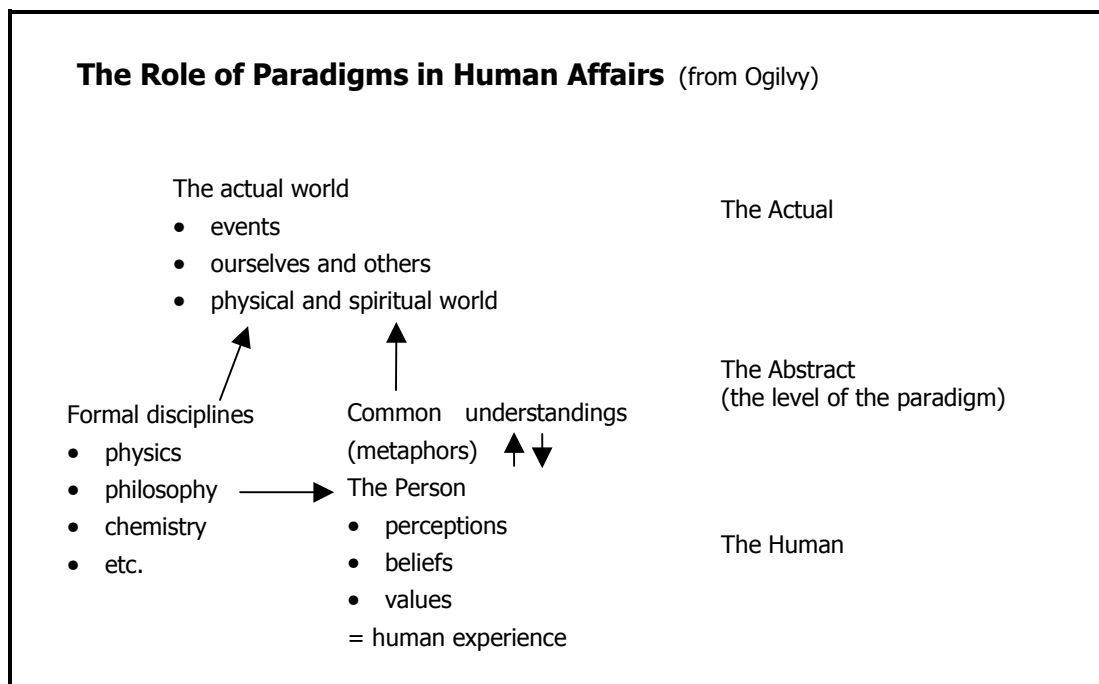 The Role of Paradigms in Human Affairs (from Ogilvy)
The actual world
• events
• ourselves and others
• physical and spiritual world
The Actual
The Abstract
(the level of the paradigm)
Formal disciplines
• physics
• philosophy
• chemistry
• etc.
Common understandings
(metaphors)
The Person
• perceptions
• beliefs
• values
= human experience
The Human